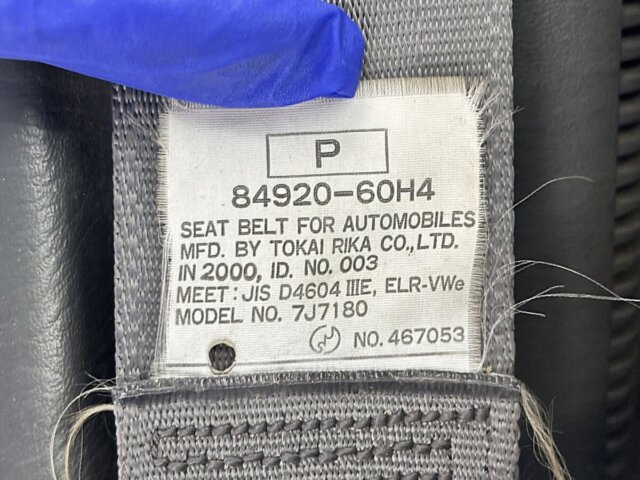 P
84920-60H4
SEAT BELT FOR AUTOMOBILES
MFD. BY TOKAI RIKA CO.,LTD.
IN 2000, ID. NO. 003
MEET : JIS D4604 IIIE, ELR-VWe
MODEL NO. 7J7180
NO. 467053